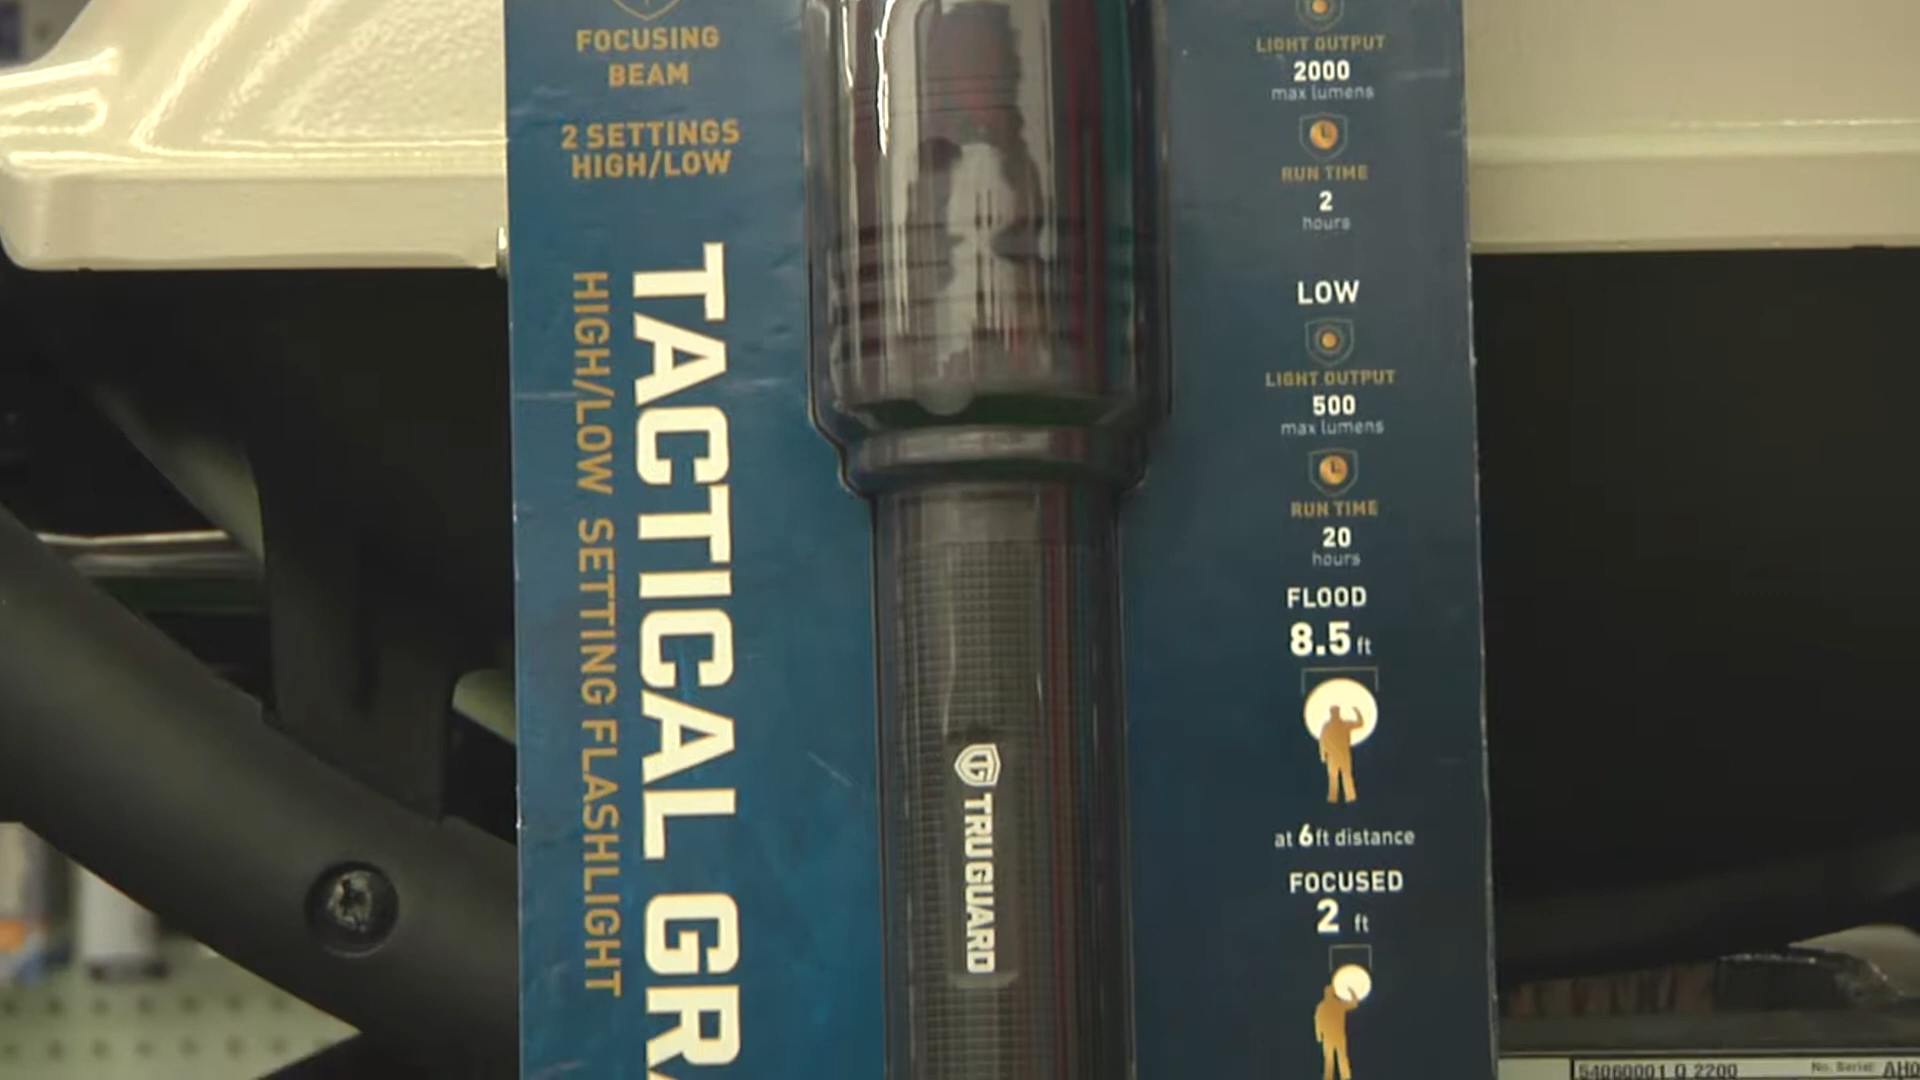 FOCUSING
BEAM
2 SETTINGS
HIGH/LOW
TACTICAL
HIGH/LOW SETTING FLASHLIGHT
TRUGUARD
LIGHT OUTPUT
2000
max lumens
RUN TIME
2
hours
LOW
LIGHT OUTPUT
500
max lumens
RUN TIME
20
hours
FLOOD
8.5 ft
at 6ft distance
FOCUSED
2 ft
No. Serie: